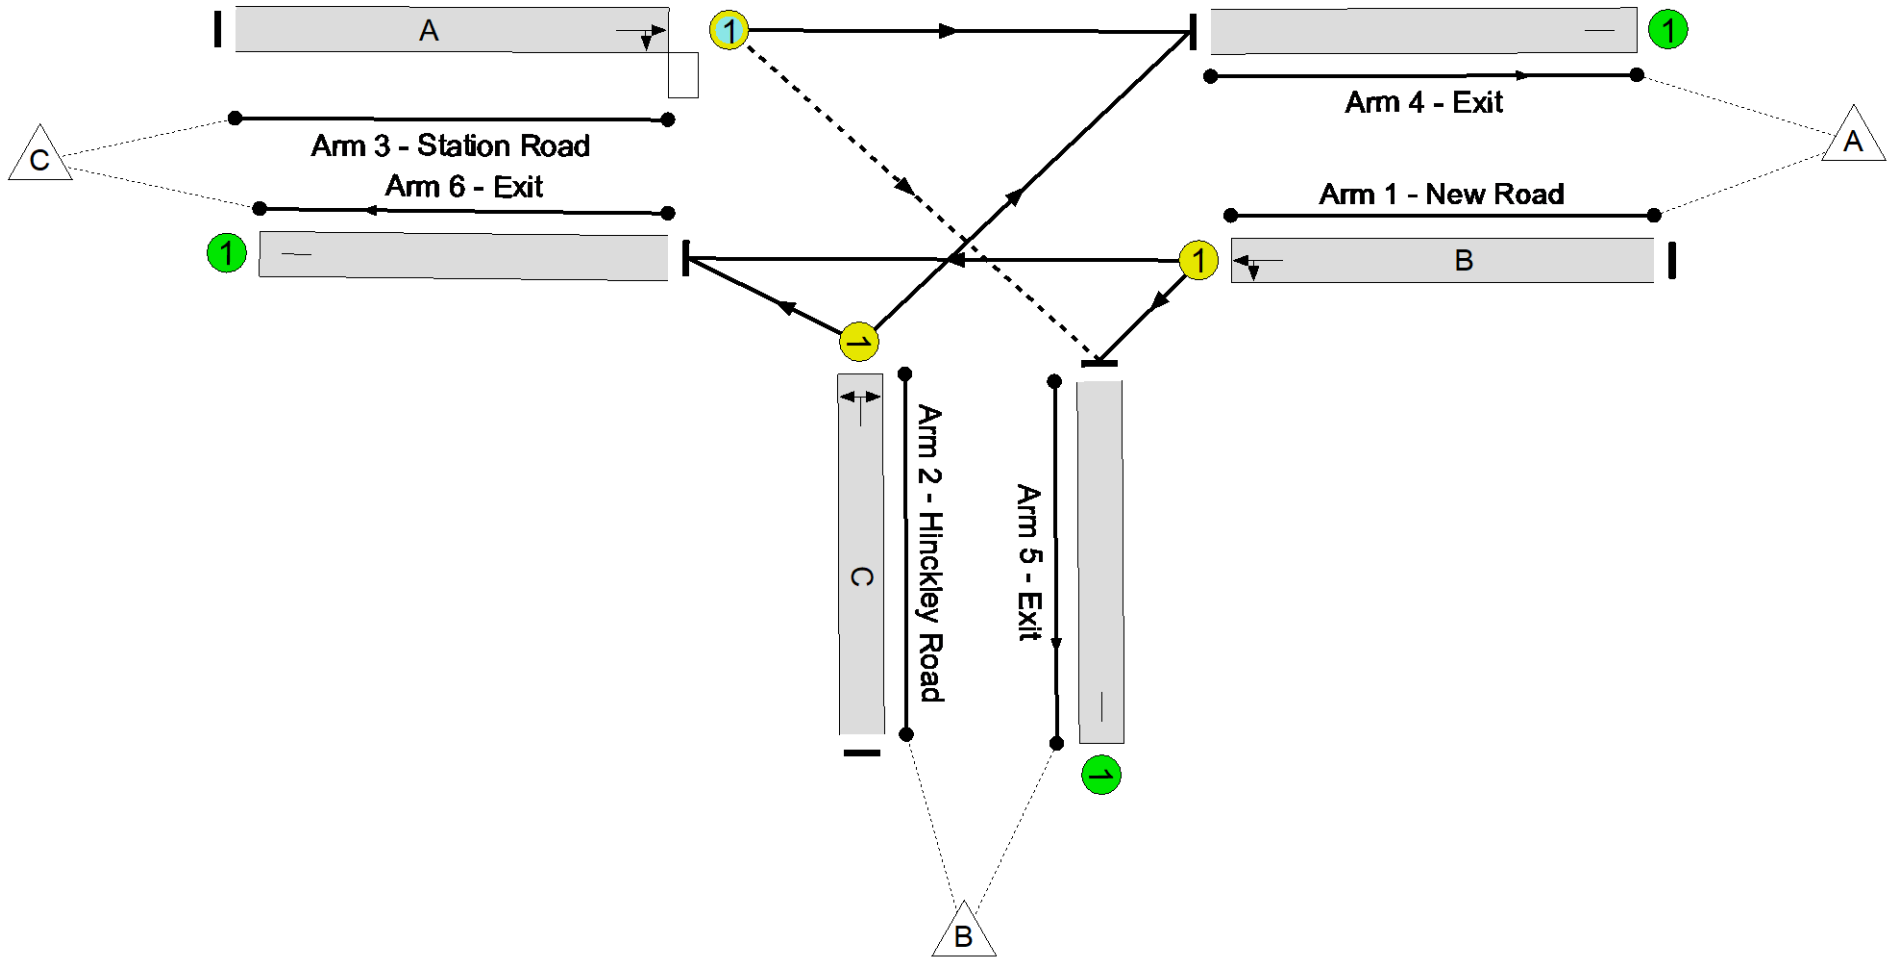 A
1
1
Arm 4 - Exit
A
C
Arm 3 - Station Road
Arm 6 - Exit
Arm 1 - New Road
1
1
B
1
Arm 2 - Hinckley Road
C
Arm 5 - Exit
1
B